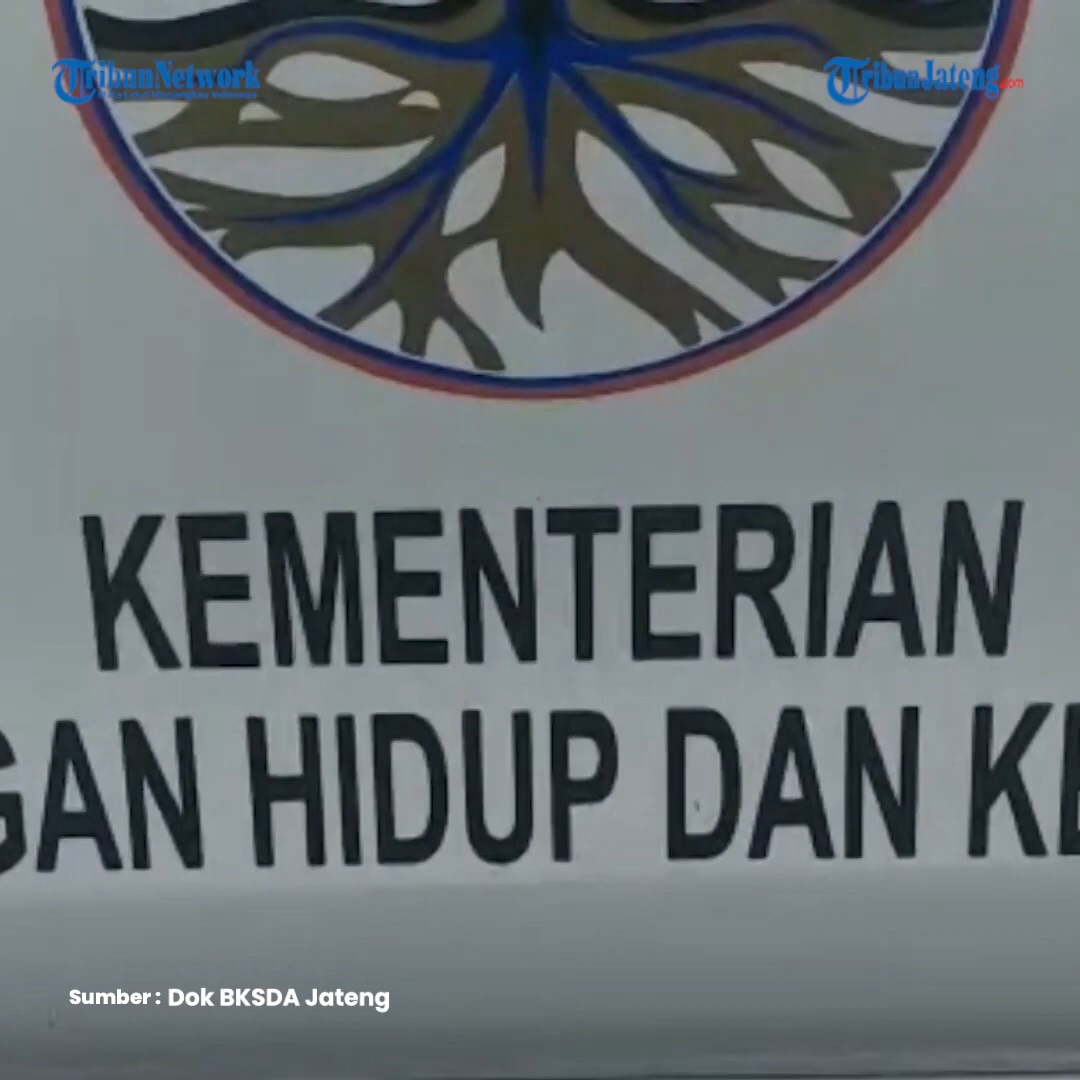 TribunNetwork
TribunJateng.com
KEMENTERIAN
GAN HIDUP DAN KE
Sumber : Dok BKSDA Jateng